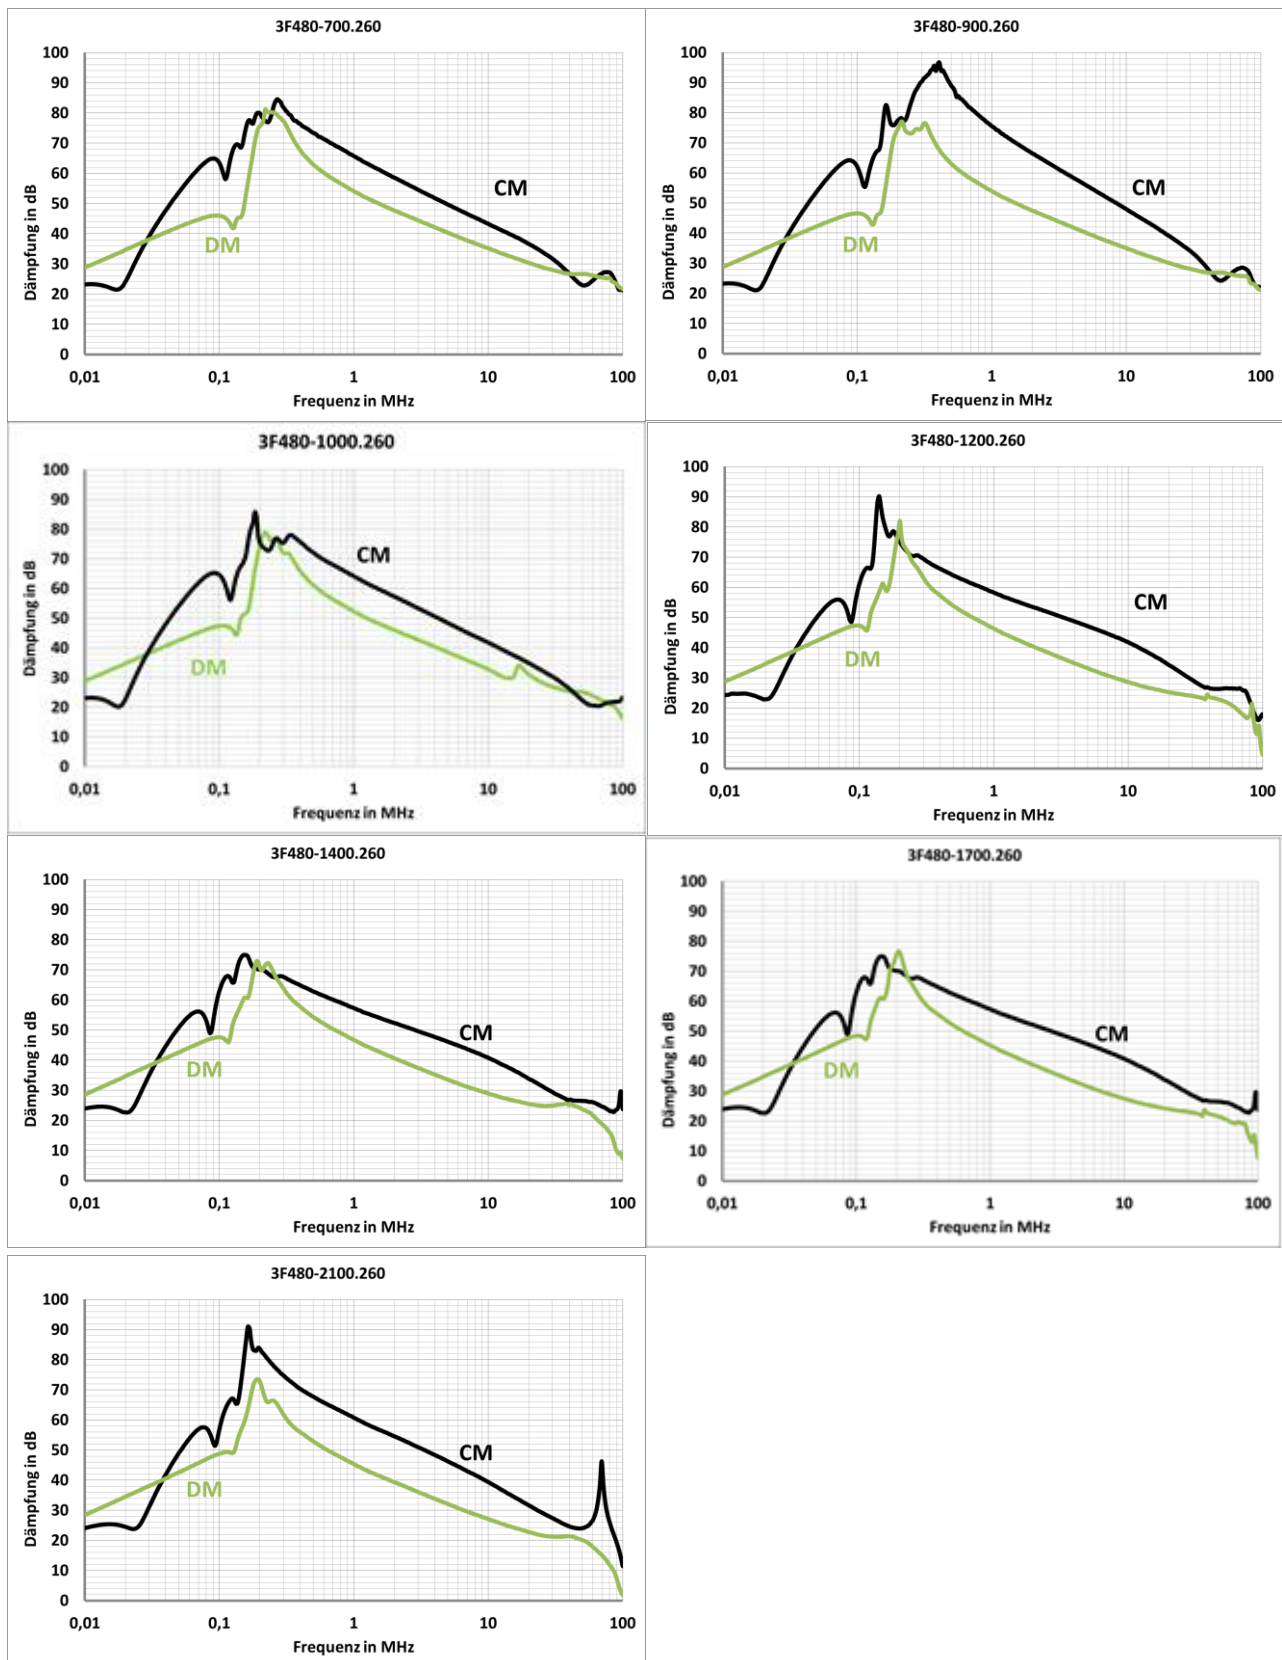 3F480-700.260
100
90
80
70
60
50
40
30
20
10
0
Dämpfung in dB
CM
DM
0,01 0,1 1 10 100
Frequenz in MHz
3F480-900.260
100
90
80
70
60
50
40
30
20
10
0
Dämpfung in dB
CM
DM
0,01 0,1 1 10 100
Frequenz in MHz
3F480-1000.260
100
90
80
70
60
50
40
30
20
10
0
Dämpfung in dB
CM
DM
0,01 0,1 1 10 100
Frequenz in MHz
3F480-1200.260
100
90
80
70
60
50
40
30
20
10
0
Dämpfung in dB
CM
DM
0,01 0,1 1 10 100
Frequenz in MHz
3F480-1400.260
100
90
80
70
60
50
40
30
20
10
0
Dämpfung in dB
CM
DM
0,01 0,1 1 10 100
Frequenz in MHz
3F480-1700.260
100
90
80
70
60
50
40
30
20
10
0
Dämpfung in dB
CM
DM
0,01 0,1 1 10 100
Frequenz in MHz
3F480-2100.260
100
90
80
70
60
50
40
30
20
10
0
Dämpfung in dB
CM
DM
0,01 0,1 1 10 100
Frequenz in MHz